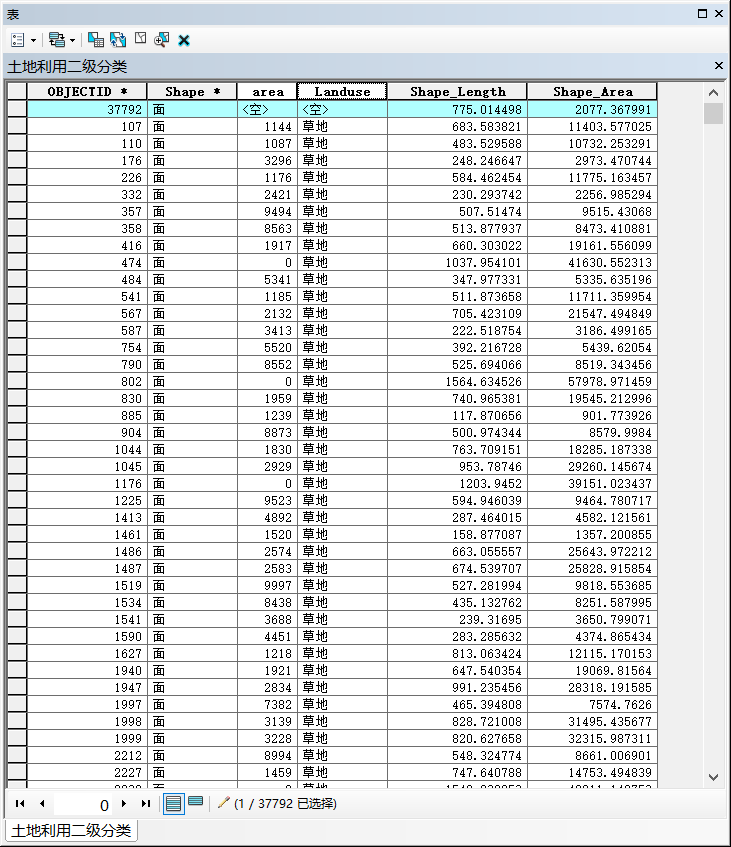 表
土地利用二级分类
OBJECTID * Shape * area Landuse Shape_Length Shape_Area
37792 面 <空> <空> 775.014498 2077.367991
107 面 1144 草地 683.583821 11403.577025
110 面 1087 草地 483.529588 10732.253291
176 面 3296 草地 248.246647 2973.470744
226 面 1176 草地 584.462454 11775.163457
332 面 2421 草地 230.293742 2256.985294
357 面 9494 草地 507.51474 9515.43068
358 面 8563 草地 513.877937 8473.410881
416 面 1917 草地 660.303022 19161.556099
474 面 0 草地 1037.954101 41630.552313
484 面 5341 草地 347.977331 5335.635196
541 面 1185 草地 511.873658 11711.359954
567 面 2132 草地 705.423109 21547.494849
587 面 3413 草地 222.518754 3186.499165
754 面 5520 草地 392.216728 5439.62054
790 面 8552 草地 525.694066 8519.343456
802 面 0 草地 1564.634526 57978.971459
830 面 1959 草地 740.965381 19545.212996
885 面 1239 草地 117.870656 901.773926
904 面 8873 草地 500.974344 8579.9984
1044 面 1830 草地 763.709151 18285.187338
1045 面 2929 草地 953.78746 29260.145674
1176 面 0 草地 1203.9452 39151.023437
1225 面 9523 草地 594.946039 9464.780717
1413 面 4892 草地 287.464015 4582.121561
1461 面 1520 草地 158.877087 1357.200855
1486 面 2574 草地 663.055557 25643.972212
1487 面 2583 草地 674.539707 25828.915854
1519 面 9997 草地 527.281994 9818.553685
1534 面 8438 草地 435.132762 8251.587995
1541 面 3688 草地 239.31695 3650.799071
1590 面 4451 草地 283.285632 4374.865434
1627 面 1218 草地 813.063424 12115.170153
1940 面 1921 草地 647.540354 19069.81564
1947 面 2834 草地 991.235456 28318.191585
1997 面 7382 草地 465.394808 7574.7626
1998 面 3139 草地 828.721008 31495.435677
1999 面 3228 草地 820.627658 32315.987311
2212 面 8994 草地 548.324774 8661.006901
2227 面 1459 草地 747.640788 14753.494839
0 (1 / 37792 已选择)
土地利用二级分类